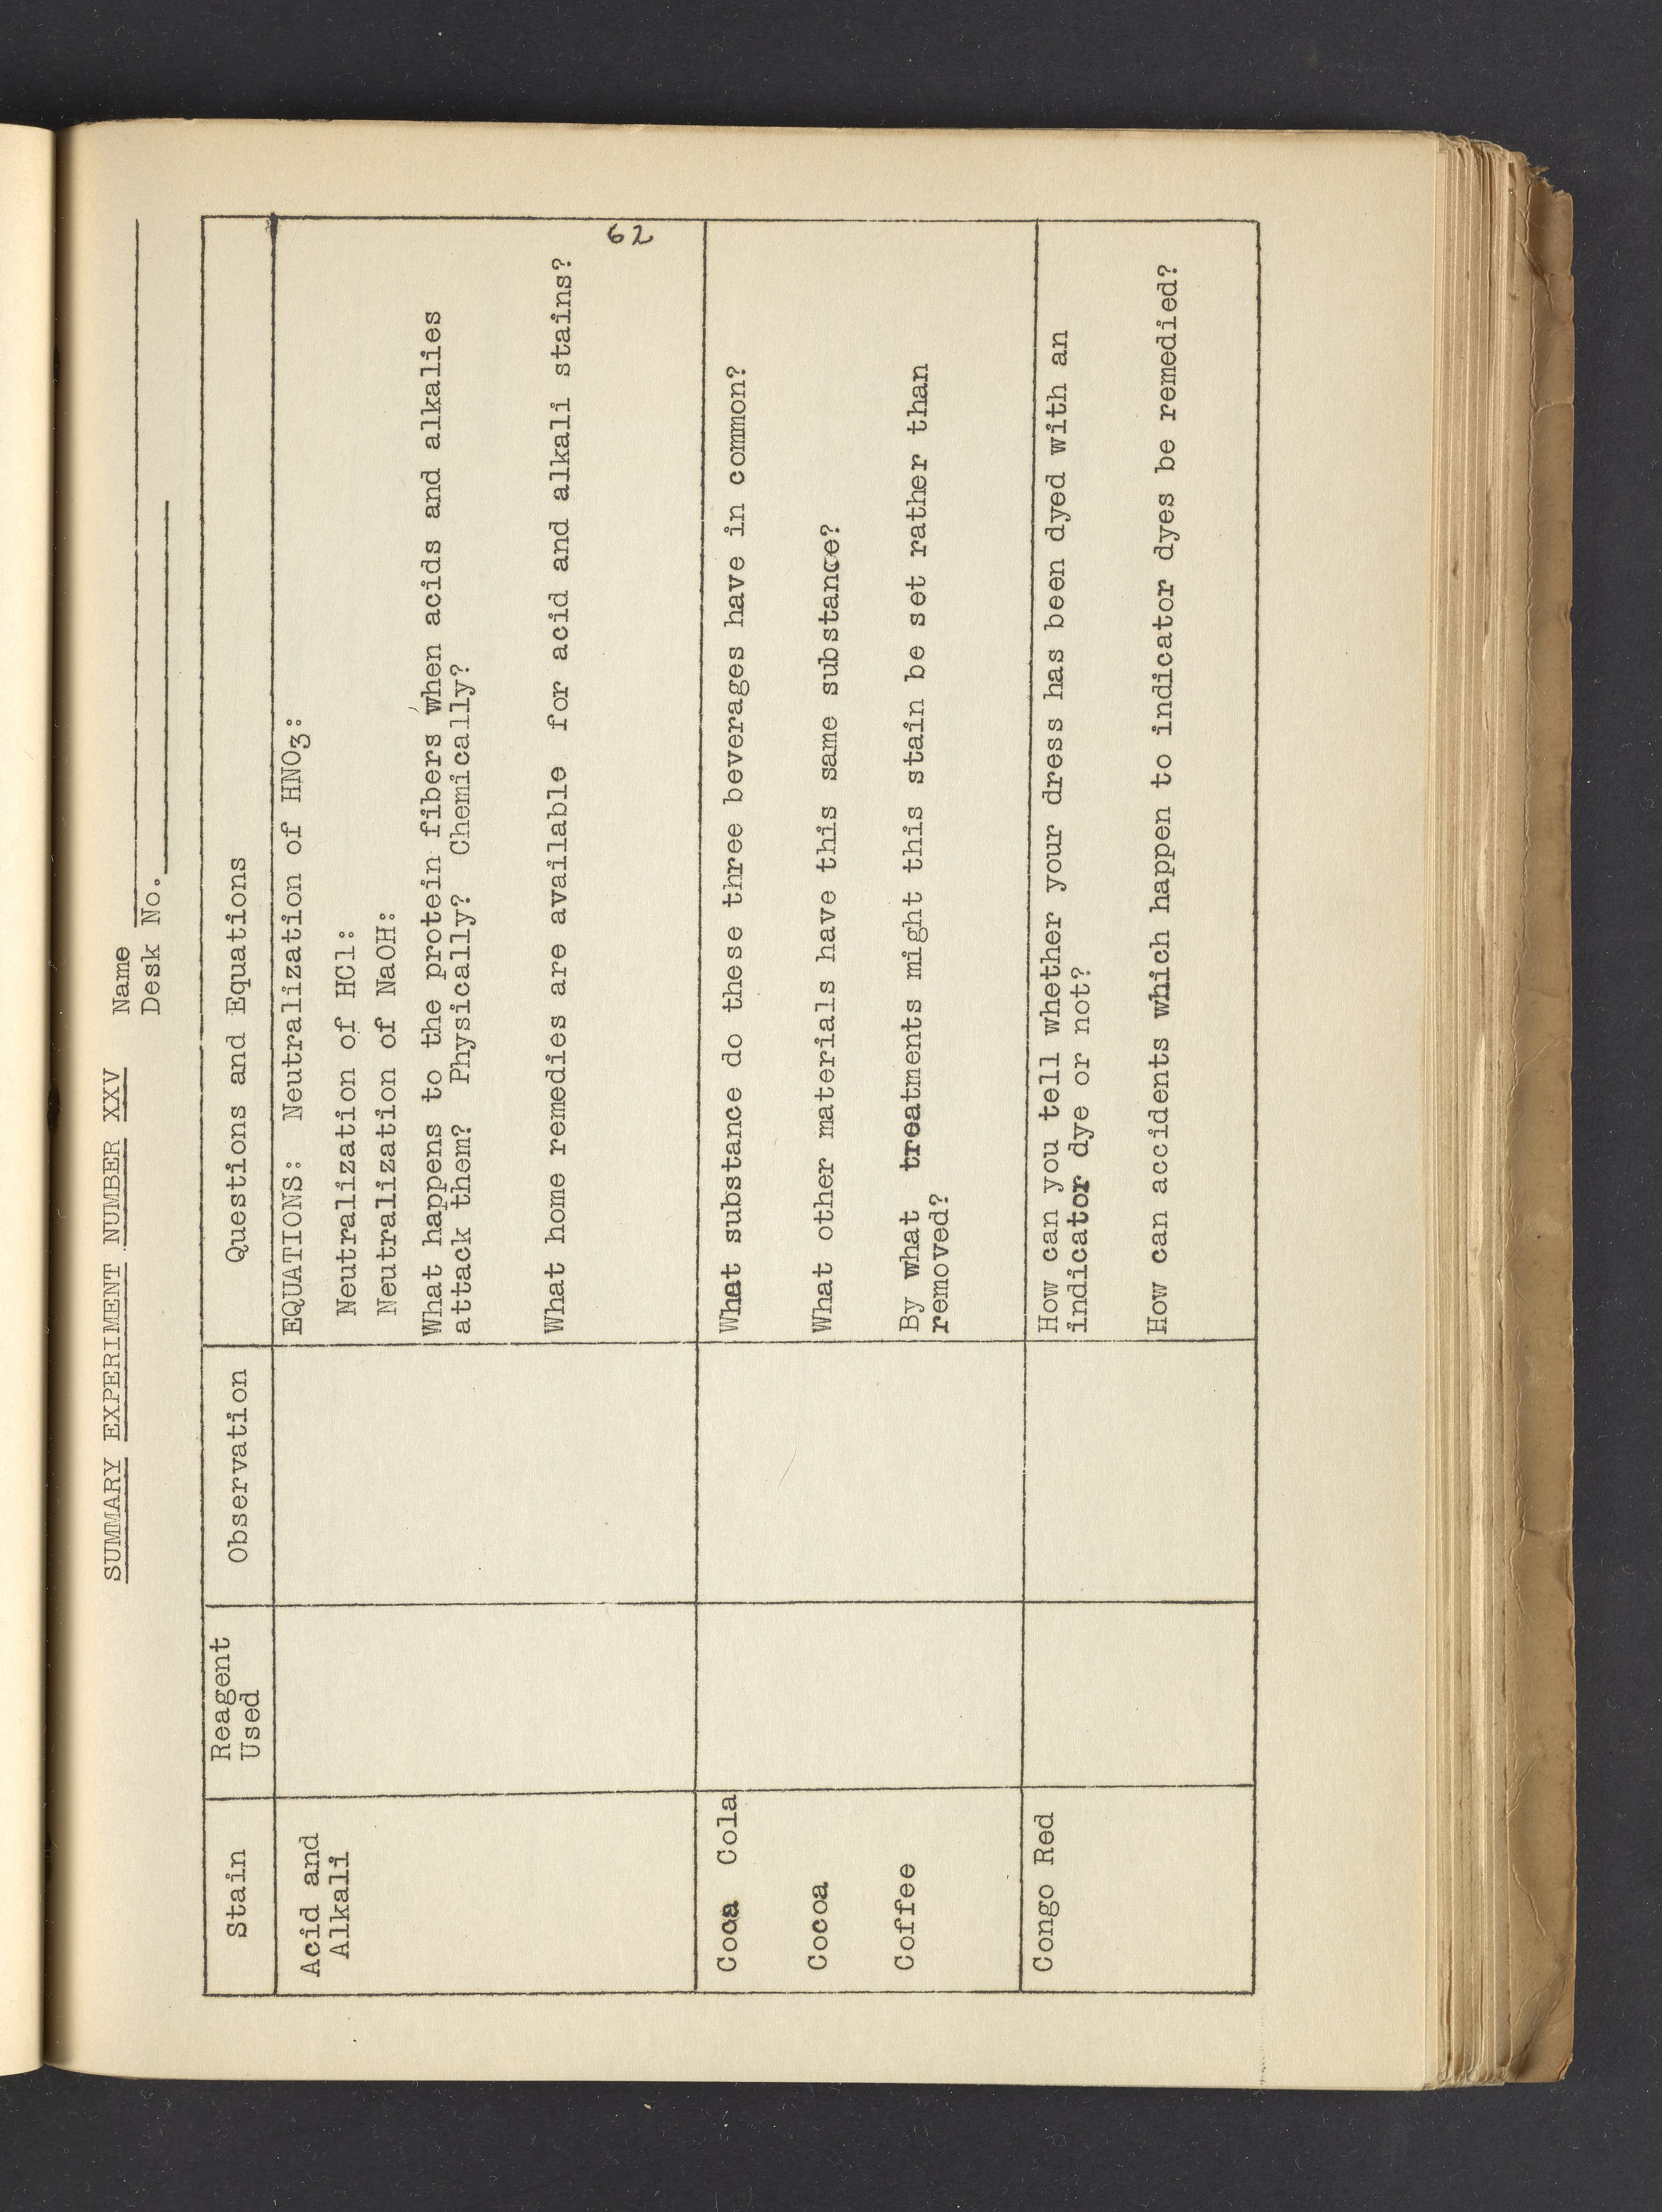 SUMMARY EXPERIMENT NUMBER XXV Name
Desk No.
Stain Reagent Used Observation Questions and Equations
Acid and
Alkali
EQUATIONS: Neutralization of HNO3:
Neutralization of HCl:
Neutralization of NaOH:
What happens to the protein fibers when acids and alkalies
attack them? Physically? Chemically?
What home remedies are available for acid and alkali stains?
62
Coca Cola
Cocoa
Coffee
What substance do these three beverages have in common?
What other materials have this same substance?
By what treatments might this stain be set rather than
removed?
Congo Red
How can you tell whether your dress has been dyed with an
indicator dye or not?
How can accidents which happen to indicator dyes be remedied?